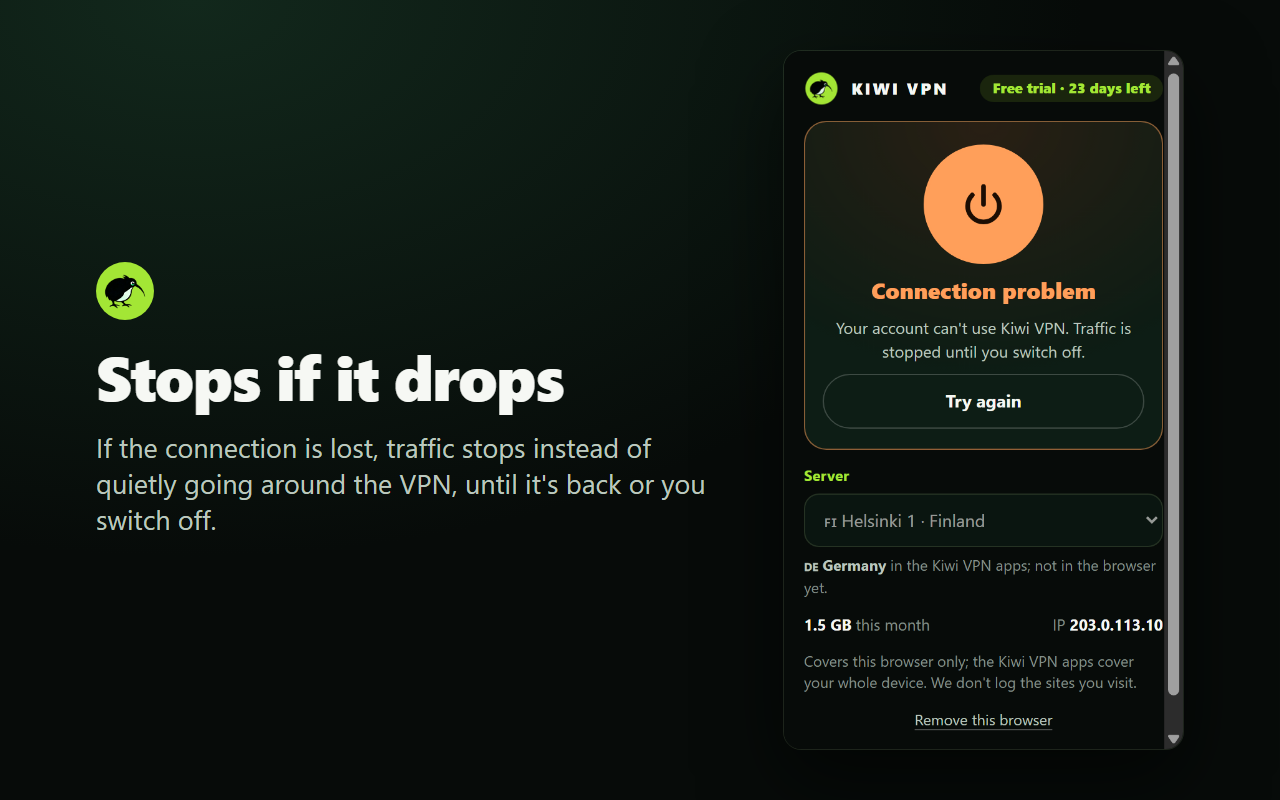 Stops if it drops
If the connection is lost, traffic stops instead of
quietly going around the VPN, until it's back or you
switch off.
KIWI VPN
Free trial · 23 days left
Connection problem
Your account can't use Kiwi VPN. Traffic is
stopped until you switch off.
Try again
Server
FI Helsinki 1 · Finland
DE Germany in the Kiwi VPN apps; not in the browser
yet.
1.5 GB this month
IP 203.0.113.10
Covers this browser only; the Kiwi VPN apps cover
your whole device. We don't log the sites you visit.
Remove this browser